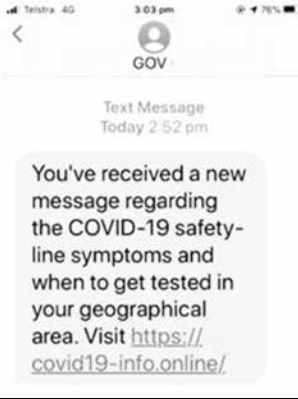 Telstra 4G 3:03 pm 76%
GOV
Text Message
Today 2:52 pm
You've received a new
message regarding
the COVID-19 safety-
line symptoms and
when to get tested in
your geographical
area. Visit https://
covid19-info.online/